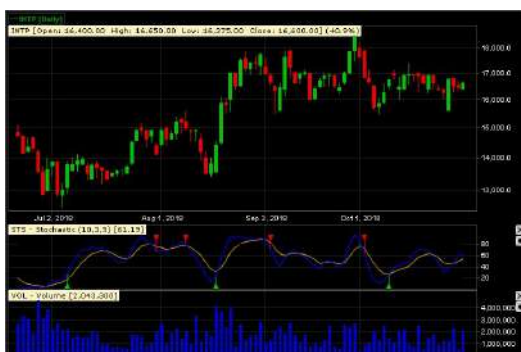 INTP (Daily)
INTP [Open: 16,400.00 High: 16,650.00 Low: 16,375.00 Close: 16,600.00] (+0.9%)
18,000.0
17,000.0
16,000.0
15,000.0
14,000.0
13,000.0
Jul 2, 2018 Aug 1, 2018 Sep 3, 2018 Oct 1, 2018
STS - Stochastic (10,5,5) [61.19]
80
60
40
20
VOL - Volume [2,043,800]
4,000,000
3,000,000
2,000,000
1,000,000